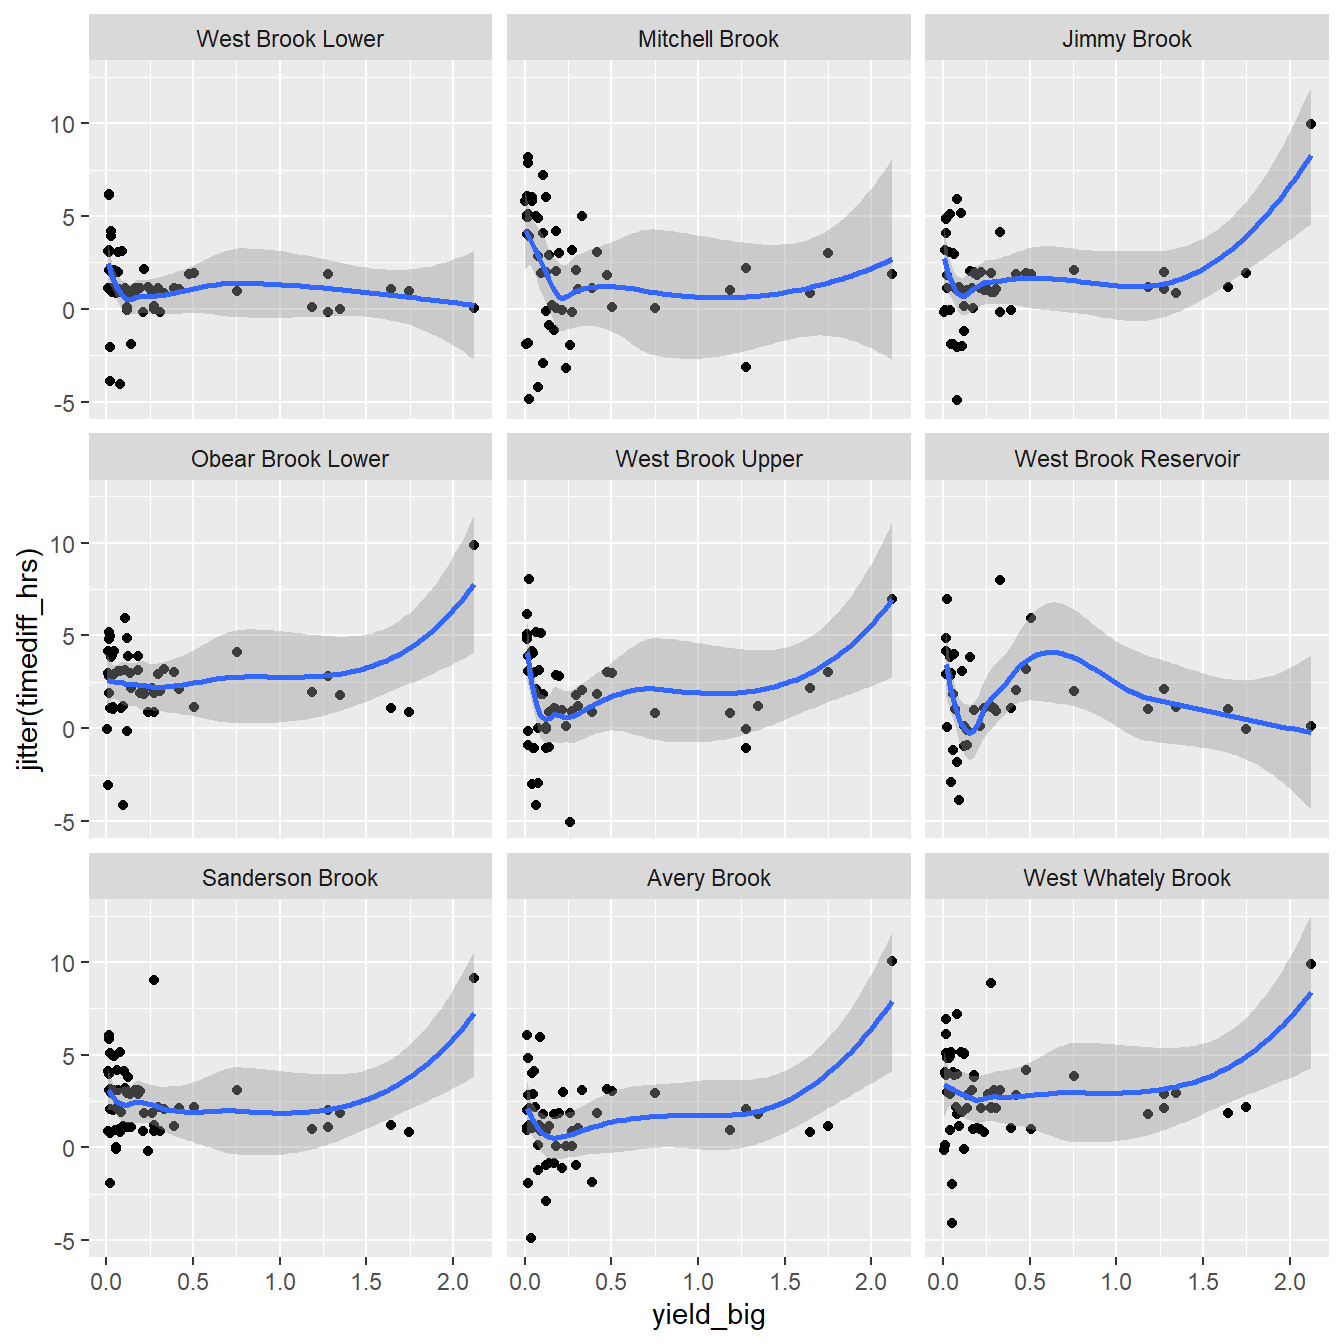 West Brook Lower
Mitchell Brook
Jimmy Brook
10
5
0
-5
Obear Brook Lower
West Brook Upper
West Brook Reservoir
jitter(timediff_hrs)
10
5
0
-5
Sanderson Brook
Avery Brook
West Whately Brook
10
5
0
-5
0.0 0.5 1.0 1.5 2.0 0.0 0.5 1.0 1.5 2.0 0.0 0.5 1.0 1.5 2.0
yield_big